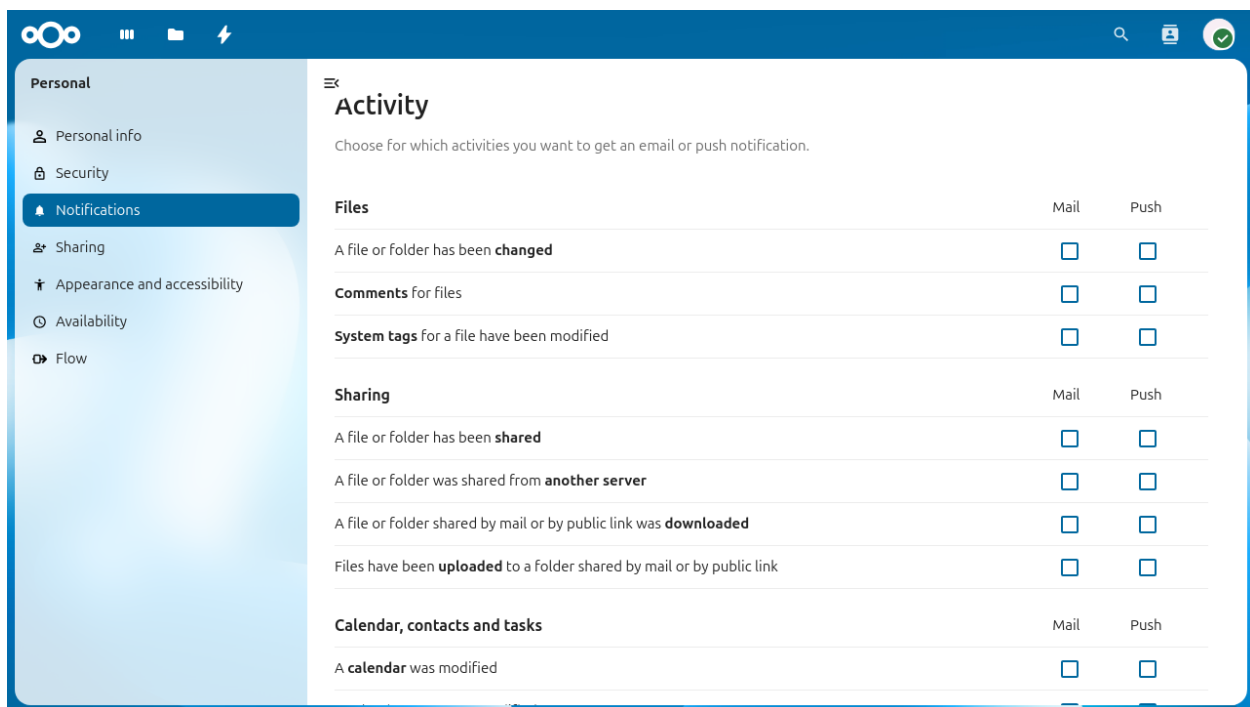 Personal
Personal info
Security
Notifications
Sharing
Appearance and accessibility
Availability
Flow
Activity
Choose for which activities you want to get an email or push notification.
Files Mail Push
A file or folder has been changed
Comments for files
System tags for a file have been modified
Sharing Mail Push
A file or folder has been shared
A file or folder was shared from another server
A file or folder shared by mail or by public link was downloaded
Files have been uploaded to a folder shared by mail or by public link
Calendar, contacts and tasks Mail Push
A calendar was modified